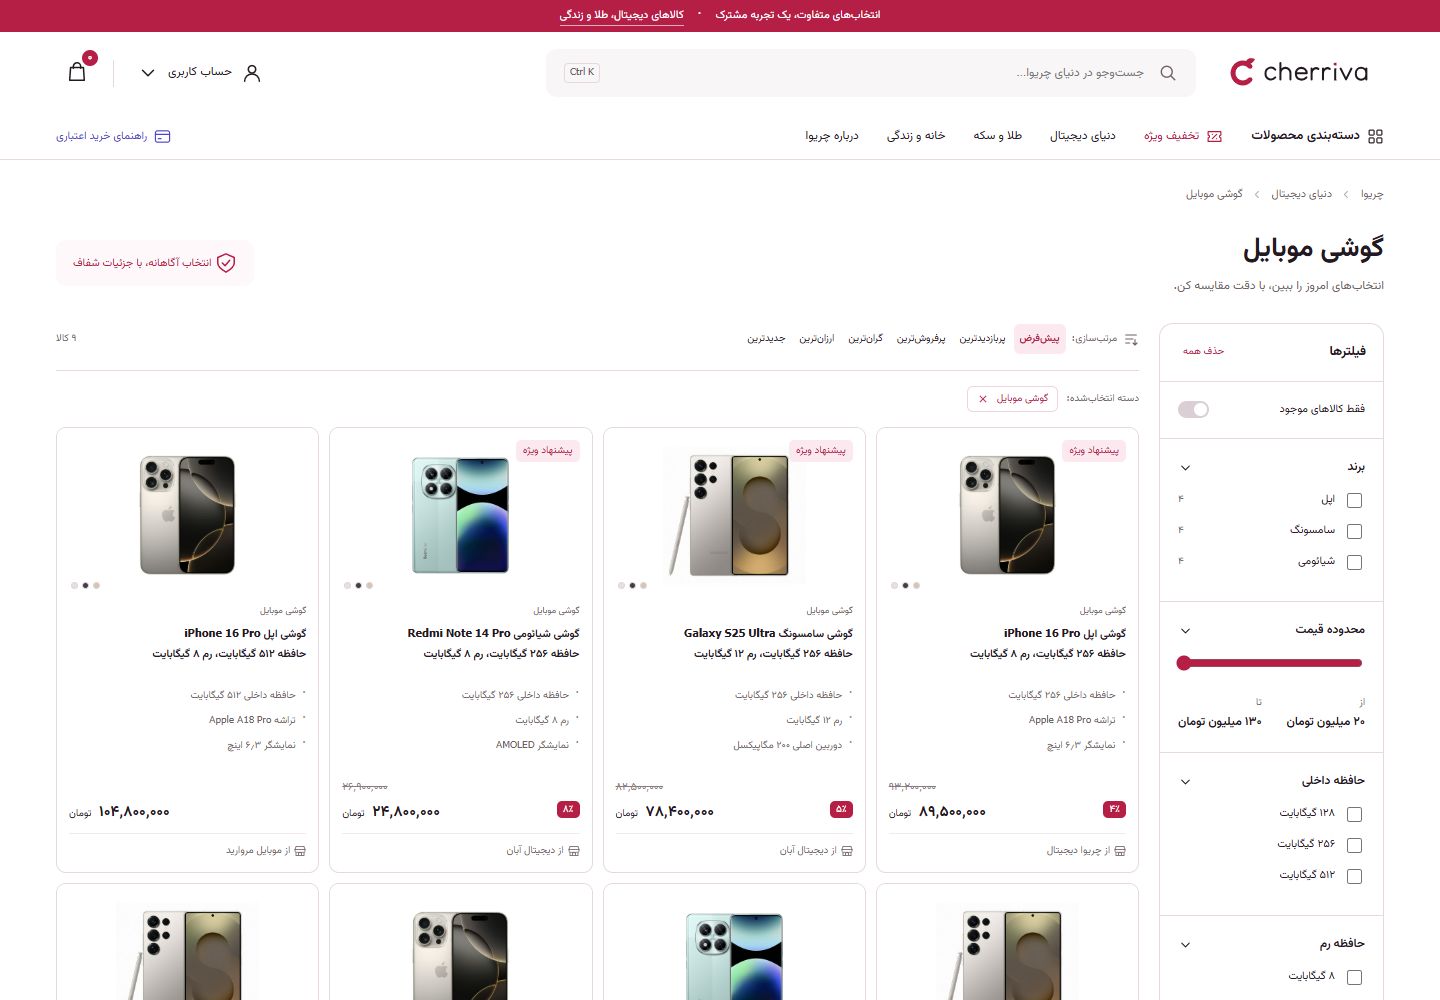 انتخاب‌های متفاوت، یک تجربه مشترک • کالاهای دیجیتال، طلا و زندگی
cherriva
جست‌وجو در دنیای چریوا...
Ctrl K
حساب کاربری
۰
دسته‌بندی محصولات
تخفیف ویژه
دنیای دیجیتال
طلا و سکه
خانه و زندگی
درباره چریوا
راهنمای خرید اعتباری
چریوا
دنیای دیجیتال
گوشی موبایل
گوشی موبایل
انتخاب‌های امروز را ببین، با دقت مقایسه کن.
انتخاب آگاهانه، با جزئیات شفاف
فیلترها
حذف همه
فقط کالاهای موجود
برند
اپل
۴
سامسونگ
۴
شیائومی
۴
محدوده قیمت
از
تا
۲۰ میلیون تومان
۱۳۰ میلیون تومان
حافظه داخلی
۱۲۸ گیگابایت
۲۵۶ گیگابایت
۵۱۲ گیگابایت
حافظه رم
۸ گیگابایت
مرتب‌سازی:
پیش‌فرض
پربازدیدترین
پرفروش‌ترین
گران‌ترین
ارزان‌ترین
جدیدترین
۹ کالا
دسته انتخاب‌شده:
گوشی موبایل
پیشنهاد ویژه
گوشی موبایل
گوشی اپل iPhone 16 Pro
حافظه ۲۵۶ گیگابایت، رم ۸ گیگابایت
• حافظه داخلی ۲۵۶ گیگابایت
• تراشه Apple A18 Pro
• نمایشگر ۶٫۳ اینچ
۹۳,۲۰۰,۰۰۰
۴٪
۸۹,۵۰۰,۰۰۰ تومان
از چریوا دیجیتال
پیشنهاد ویژه
گوشی موبایل
گوشی سامسونگ Galaxy S25 Ultra
حافظه ۲۵۶ گیگابایت، رم ۱۲ گیگابایت
• حافظه داخلی ۲۵۶ گیگابایت
• رم ۱۲ گیگابایت
• دوربین اصلی ۲۰۰ مگاپیکسل
۸۲,۵۰۰,۰۰۰
۵٪
۷۸,۴۰۰,۰۰۰ تومان
از دیجیتال آبان
پیشنهاد ویژه
گوشی موبایل
گوشی شیائومی Redmi Note 14 Pro
حافظه ۲۵۶ گیگابایت، رم ۸ گیگابایت
• حافظه داخلی ۲۵۶ گیگابایت
• رم ۸ گیگابایت
• نمایشگر AMOLED
۲۶,۹۰۰,۰۰۰
۸٪
۲۴,۸۰۰,۰۰۰ تومان
از دیجیتال آبان
گوشی موبایل
گوشی اپل iPhone 16 Pro
حافظه ۵۱۲ گیگابایت، رم ۸ گیگابایت
• حافظه داخلی ۵۱۲ گیگابایت
• تراشه Apple A18 Pro
• نمایشگر ۶٫۳ اینچ
۱۰۴,۸۰۰,۰۰۰ تومان
از موبایل مروارید